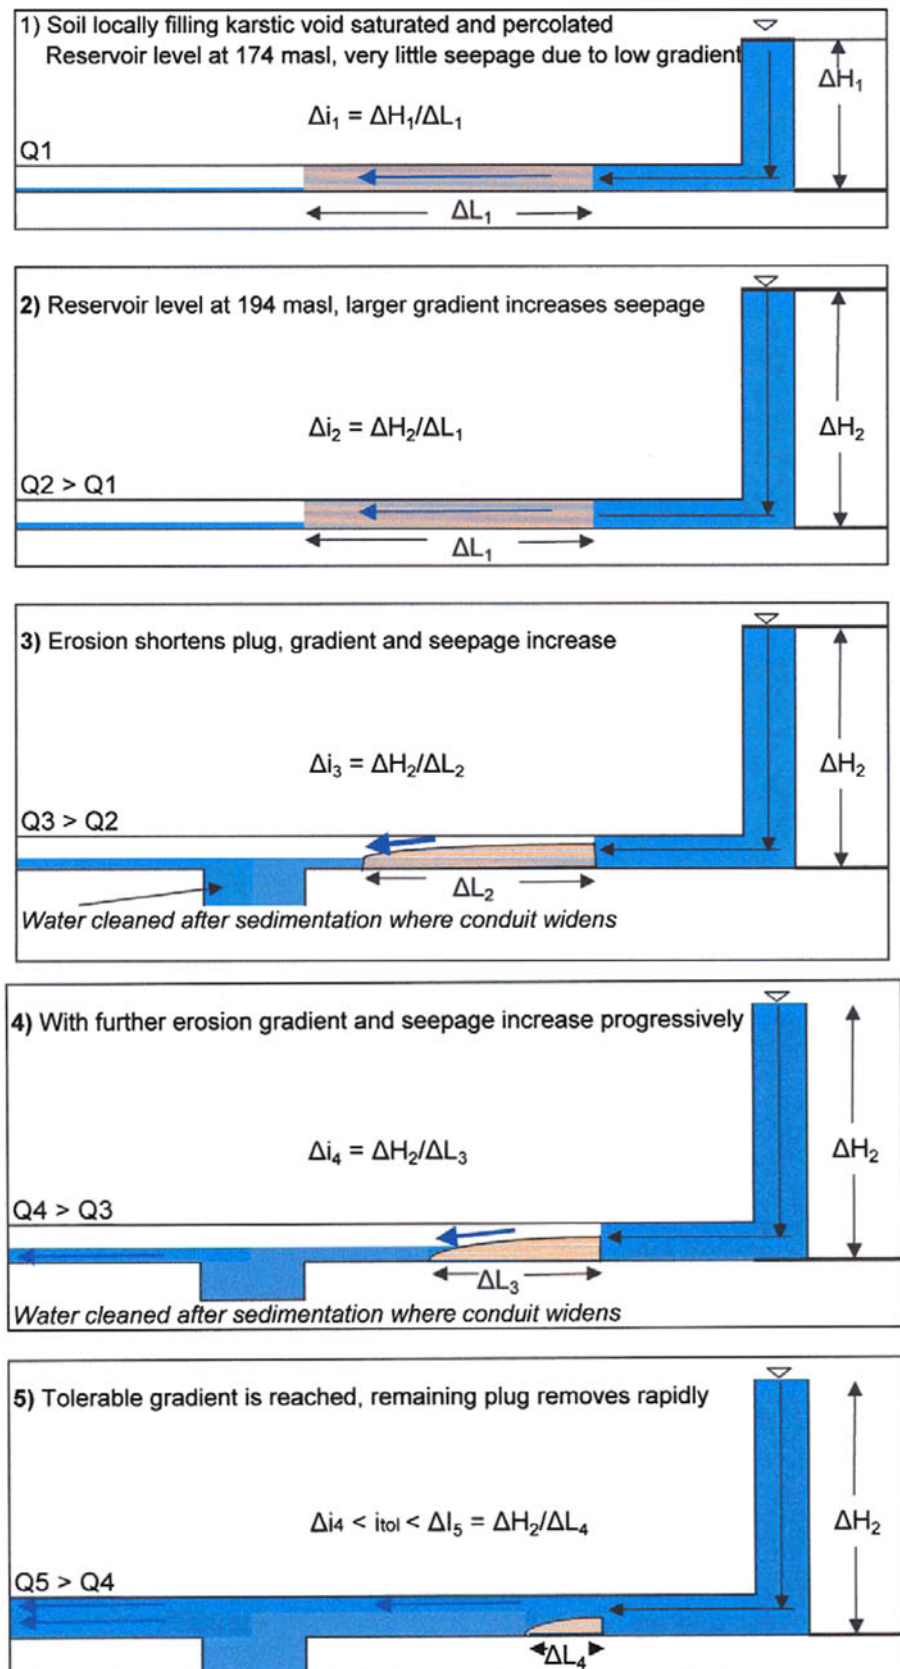 1) Soil locally filling karstic void saturated and percolated
Reservoir level at 174 masl, very little seepage due to low gradient
ΔH₁
Δi₁ = ΔH₁/ΔL₁
Q1
ΔL₁
2) Reservoir level at 194 masl, larger gradient increases seepage
Δi₂ = ΔH₂/ΔL₁
ΔH₂
Q2 > Q1
ΔL₁
3) Erosion shortens plug, gradient and seepage increase
Δi₃ = ΔH₂/ΔL₂
ΔH₂
Q3 > Q2
ΔL₂
Water cleaned after sedimentation where conduit widens
4) With further erosion gradient and seepage increase progressively
Δi₄ = ΔH₂/ΔL₃
ΔH₂
Q4 > Q3
ΔL₃
Water cleaned after sedimentation where conduit widens
5) Tolerable gradient is reached, remaining plug removes rapidly
Δi₄ < iₜₒₗ < ΔI₅ = ΔH₂/ΔL₄
ΔH₂
Q5 > Q4
ΔL₄